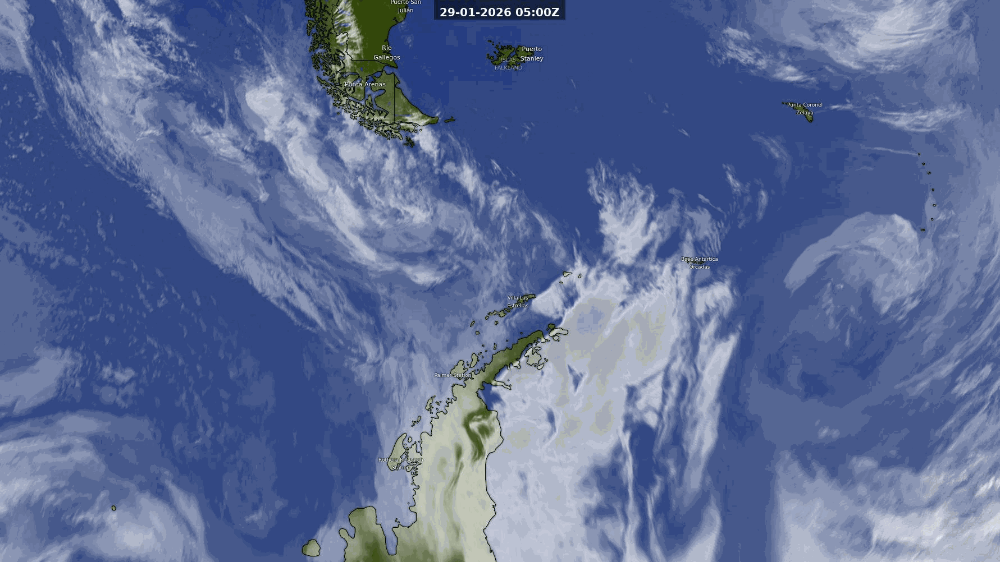 Puerto San
Julián
29-01-2026 05:00Z
Río
Gallegos
Puerto
Stanley
ISLAS
FALKLAND
Punta Arenas
Punta Coronel
Zelaya
Base Antartica
Orcadas
Villa Las
Estrellas
Palmer Station
Rothera Research
Station